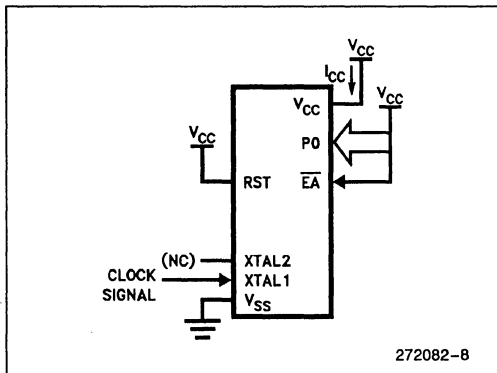 VCC
ICC
VCC
VCC
VCC
P0
RST
EA
(NC)
XTAL2
CLOCK
SIGNAL
XTAL1
VSS
272082-8